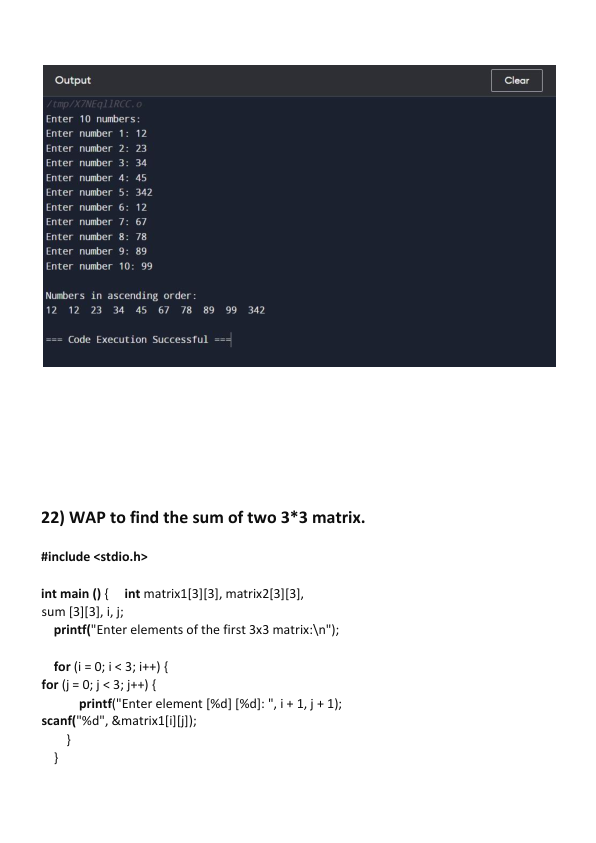 Output
Clear
/tmp/X7NEqllRCC.o
Enter 10 numbers:
Enter number 1: 12
Enter number 2: 23
Enter number 3: 34
Enter number 4: 45
Enter number 5: 342
Enter number 6: 12
Enter number 7: 67
Enter number 8: 78
Enter number 9: 89
Enter number 10: 99
Numbers in ascending order:
12 12 23 34 45 67 78 89 99 342
=== Code Execution Successful ===
22) WAP to find the sum of two 3*3 matrix.
#include <stdio.h>
int main () { int matrix1[3][3], matrix2[3][3],
sum [3][3], i, j;
printf("Enter elements of the first 3x3 matrix:\n");
for (i = 0; i < 3; i++) {
for (j = 0; j < 3; j++) {
printf("Enter element [%d] [%d]: ", i + 1, j + 1);
scanf("%d", &matrix1[i][j]);
}
}